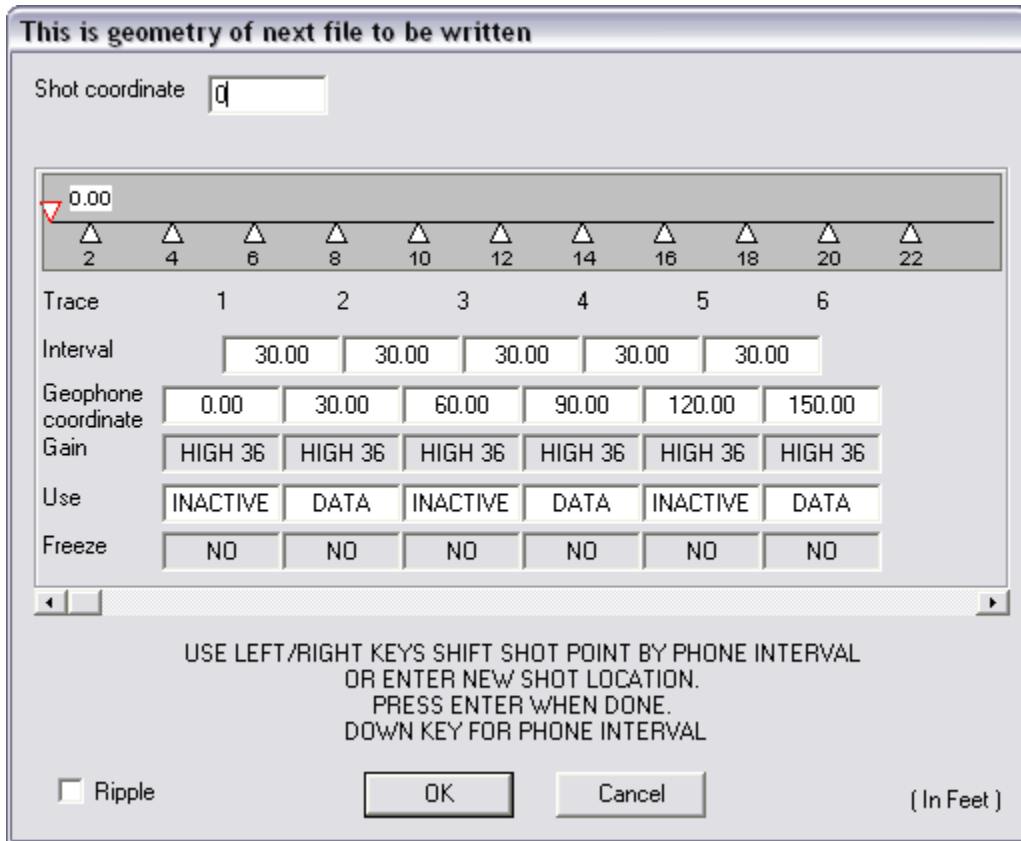 This is geometry of next file to be written
Shot coordinate 0
0.00
2 4 6 8 10 12 14 16 18 20 22
Trace 1 2 3 4 5 6
Interval 30.00 30.00 30.00 30.00 30.00
Geophone coordinate 0.00 30.00 60.00 90.00 120.00 150.00
Gain HIGH 36 HIGH 36 HIGH 36 HIGH 36 HIGH 36 HIGH 36
Use INACTIVE DATA INACTIVE DATA INACTIVE DATA
Freeze NO NO NO NO NO NO
USE LEFT/RIGHT KEYS SHIFT SHOT POINT BY PHONE INTERVAL
OR ENTER NEW SHOT LOCATION.
PRESS ENTER WHEN DONE.
DOWN KEY FOR PHONE INTERVAL
Ripple OK Cancel ( In Feet )